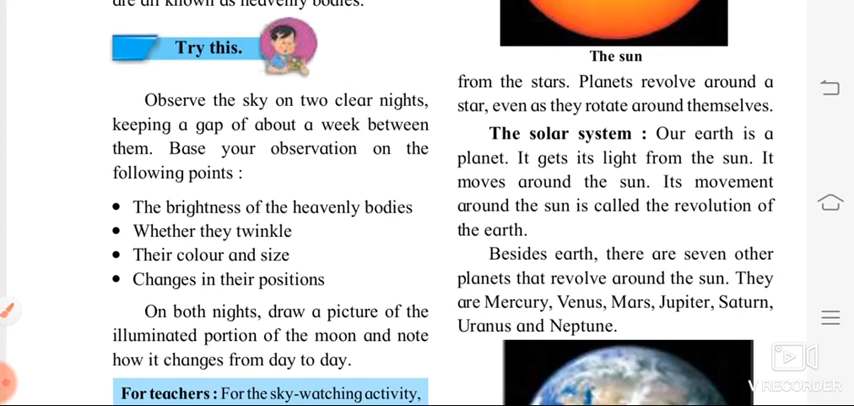 are all known as heavenly bodies.
Try this.
Observe the sky on two clear nights,
keeping a gap of about a week between
them. Base your observation on the
following points :
• The brightness of the heavenly bodies
• Whether they twinkle
• Their colour and size
• Changes in their positions
On both nights, draw a picture of the
illuminated portion of the moon and note
how it changes from day to day.
For teachers : For the sky-watching activity,
The sun
from the stars. Planets revolve around a
star, even as they rotate around themselves.
The solar system : Our earth is a
planet. It gets its light from the sun. It
moves around the sun. Its movement
around the sun is called the revolution of
the earth.
Besides earth, there are seven other
planets that revolve around the sun. They
are Mercury, Venus, Mars, Jupiter, Saturn,
Uranus and Neptune.
V RECORDER